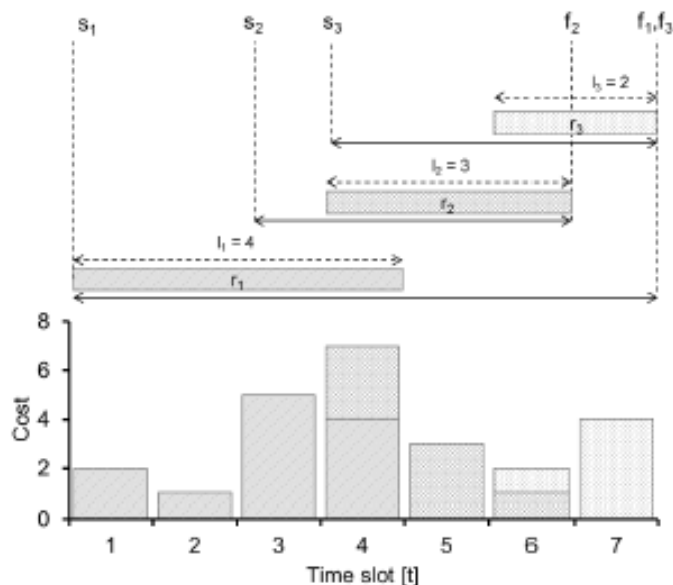 s₁ s₂ s₃ f₂ f₁,f₃
l₃ = 2
r₃
l₂ = 3
r₂
l₁ = 4
r₁
8
6
4
2
0
Cost
1 2 3 4 5 6 7
Time slot [t]